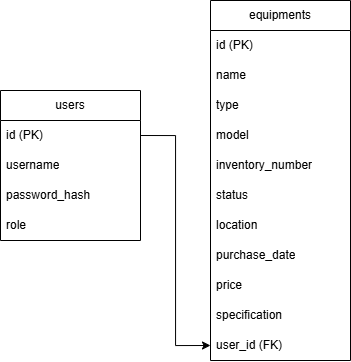 users
id (PK)
username
password_hash
role
equipments
id (PK)
name
type
model
inventory_number
status
location
purchase_date
price
specification
user_id (FK)